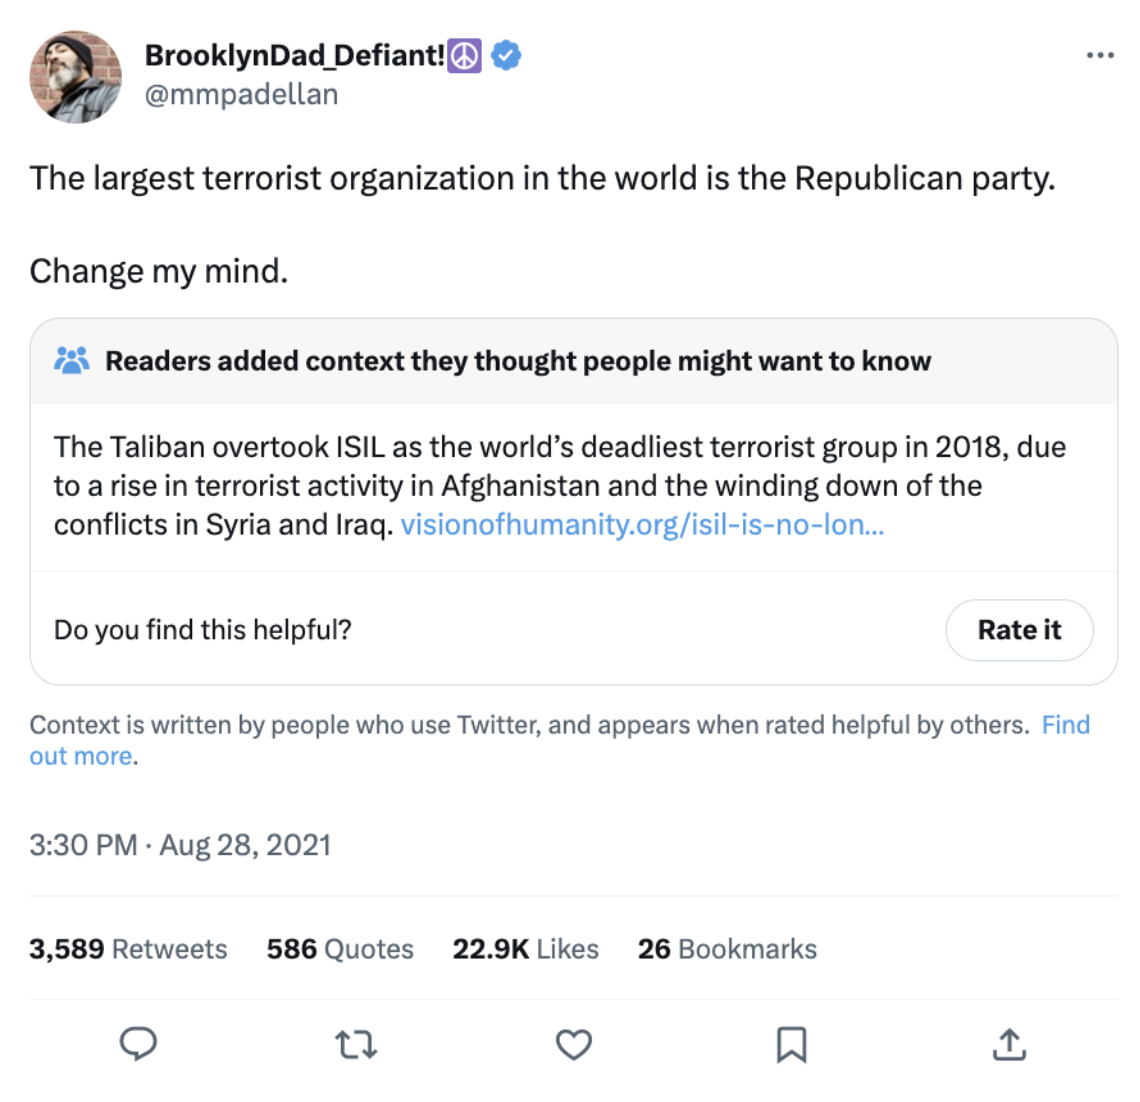 BrooklynDad_Defiant!☮
@mmpadellan
The largest terrorist organization in the world is the Republican party.
Change my mind.
Readers added context they thought people might want to know
The Taliban overtook ISIL as the world’s deadliest terrorist group in 2018, due
to a rise in terrorist activity in Afghanistan and the winding down of the
conflicts in Syria and Iraq. visionofhumanity.org/isil-is-no-lon...
Do you find this helpful?
Rate it
Context is written by people who use Twitter, and appears when rated helpful by others. Find
out more.
3:30 PM · Aug 28, 2021
3,589 Retweets 586 Quotes 22.9K Likes 26 Bookmarks